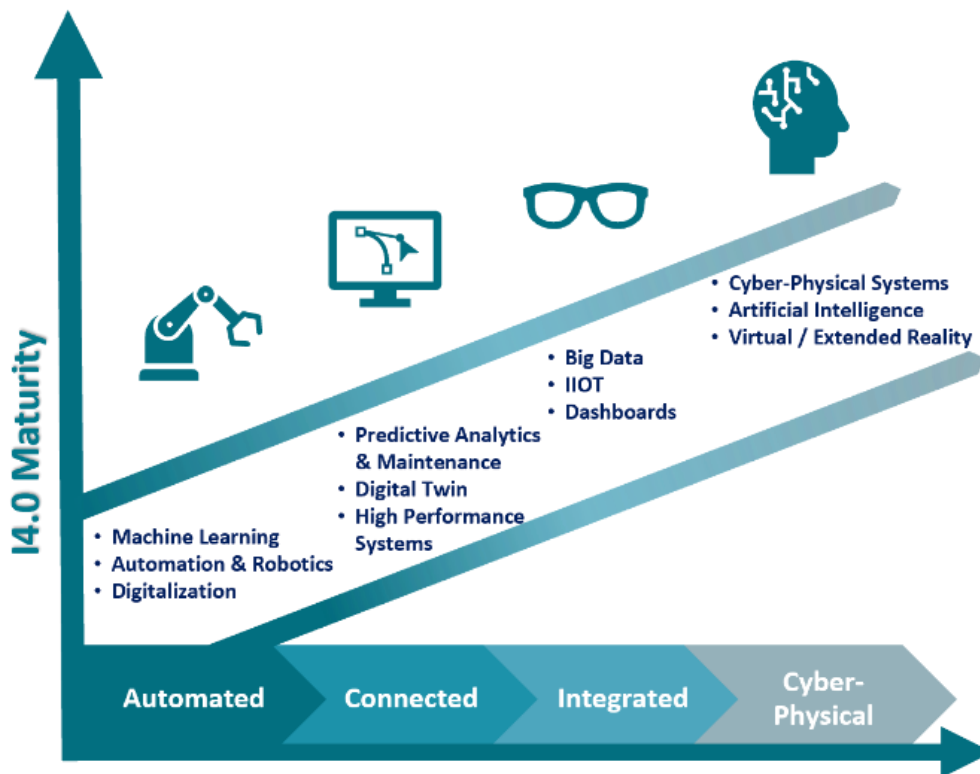 I4.0 Maturity
• Cyber-Physical Systems
• Artificial Intelligence
• Virtual / Extended Reality
• Big Data
• IIOT
• Dashboards
• Predictive Analytics
& Maintenance
• Digital Twin
• High Performance
Systems
• Machine Learning
• Automation & Robotics
• Digitalization
Automated
Connected
Integrated
Cyber-
Physical